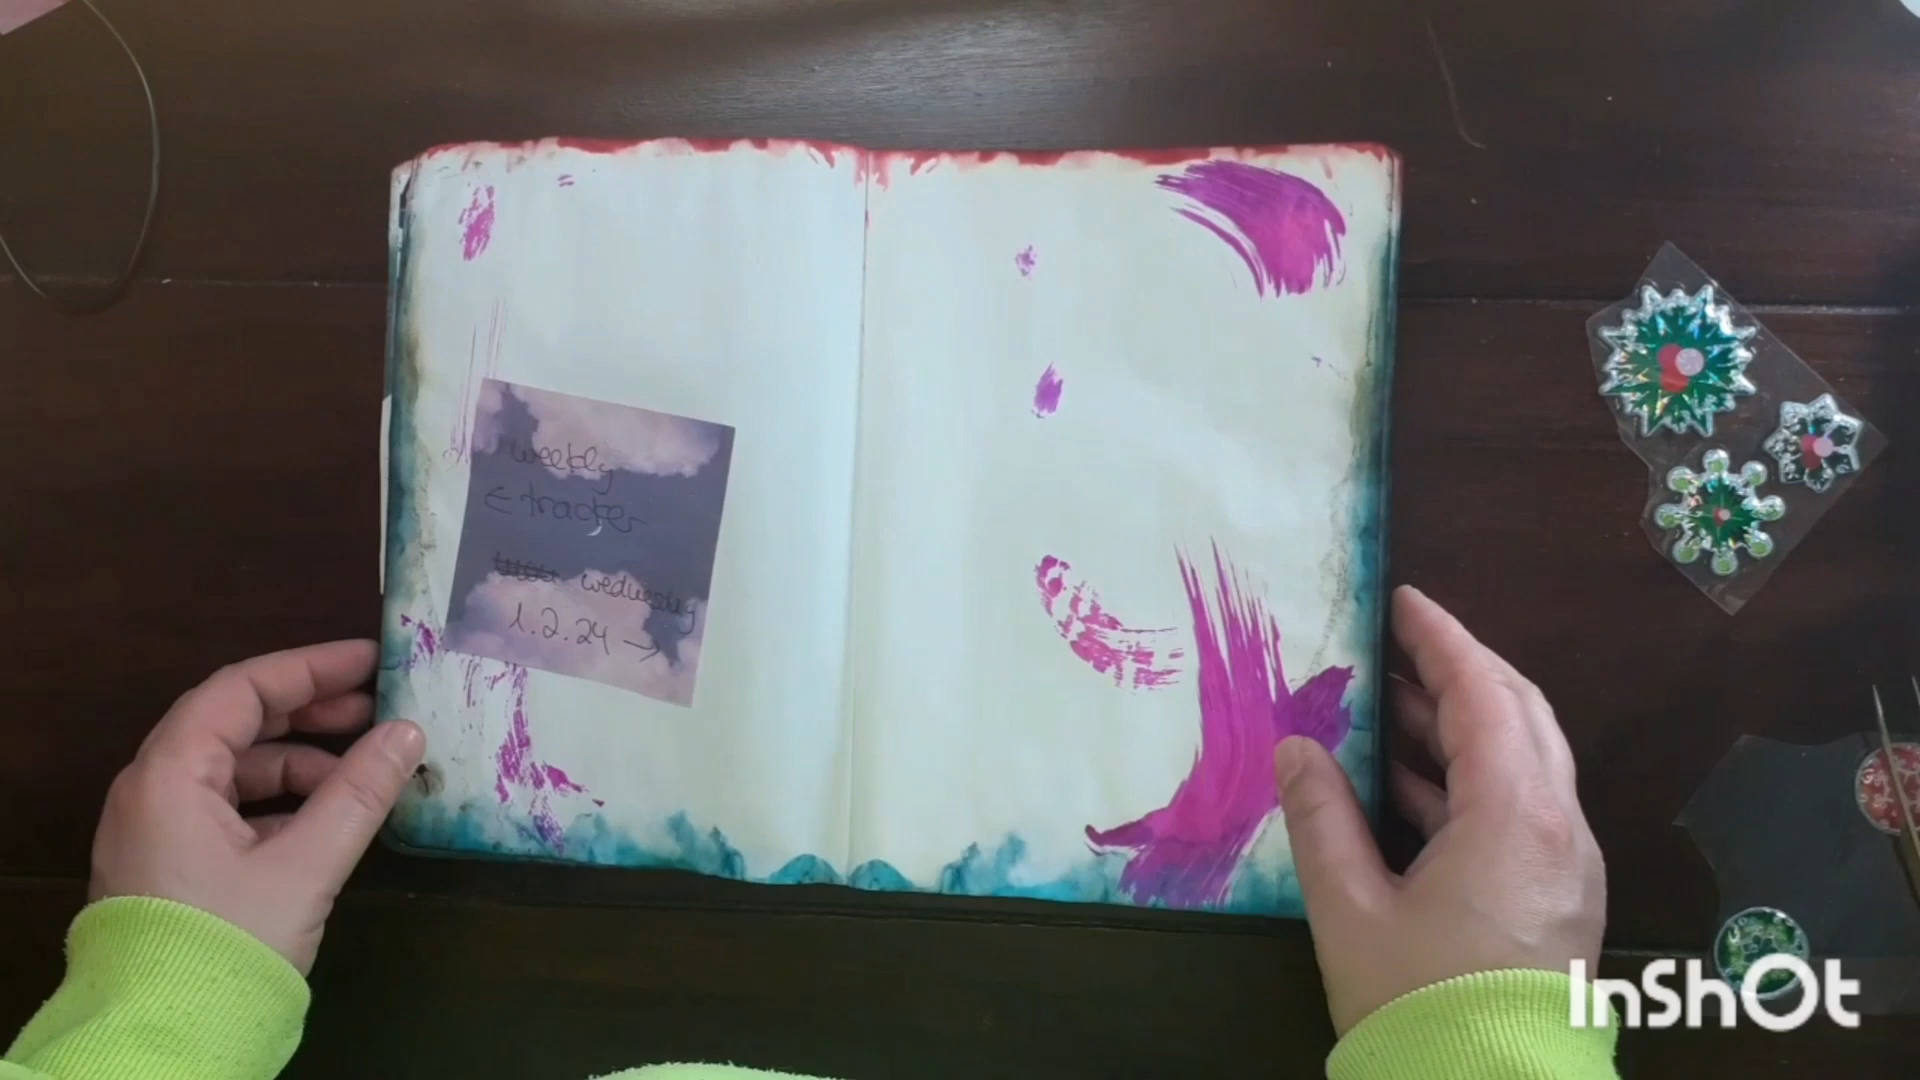 weekly
← tracker
wednesday
1.2.24 →
InShOt